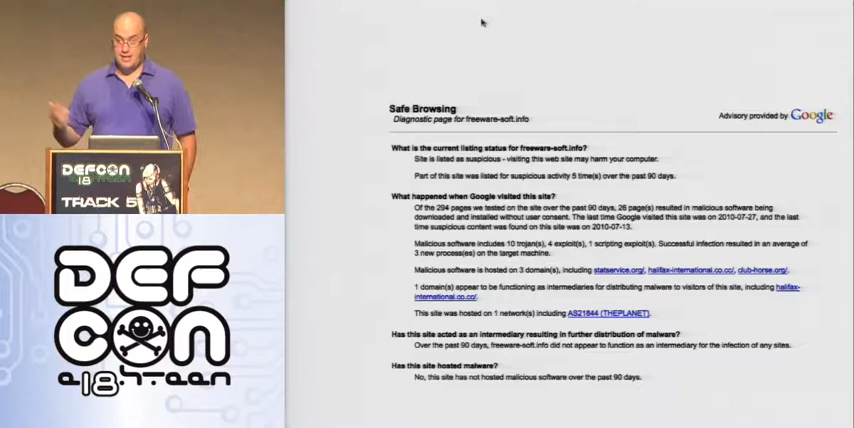 DEFCON
18
TRACK 5
DEF
CON
e18hteen
Safe Browsing
Diagnostic page for freeware-soft.info
Advisory provided by Google
What is the current listing status for freeware-soft.info?
Site is listed as suspicious - visiting this web site may harm your computer.
Part of this site was listed for suspicious activity 5 time(s) over the past 90 days.
What happened when Google visited this site?
Of the 294 pages we tested on the site over the past 90 days, 26 page(s) resulted in malicious software being
downloaded and installed without user consent. The last time Google visited this site was on 2010-07-27, and the last
time suspicious content was found on this site was on 2010-07-13.
Malicious software includes 10 trojan(s), 4 exploit(s), 1 scripting exploit(s). Successful infection resulted in an average of
3 new process(es) on the target machine.
Malicious software is hosted on 3 domain(s), including statservice.org/, halifax-international.co.cc/, club-horse.org/.
1 domain(s) appear to be functioning as intermediaries for distributing malware to visitors of this site, including halifax-
international.co.cc/.
This site was hosted on 1 network(s) including AS21844 (THEPLANET).
Has this site acted as an intermediary resulting in further distribution of malware?
Over the past 90 days, freeware-soft.info did not appear to function as an intermediary for the infection of any sites.
Has this site hosted malware?
No, this site has not hosted malicious software over the past 90 days.